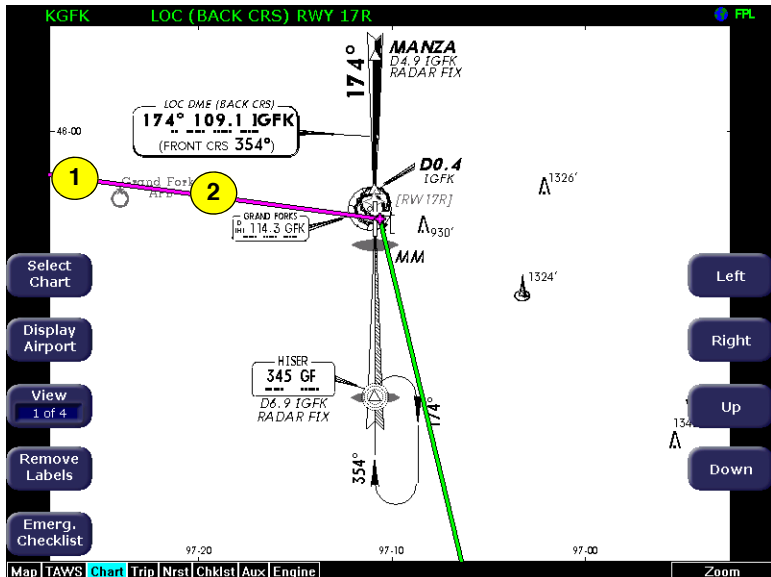 KGFK LOC (BACK CRS) RWY 17R FPL
MANZA
D4.9 IGFK
RADAR FIX
174°
LOC DME (BACK CRS)
174° 109.1 IGFK
(FRONT CRS 354°)
48-00
D0.4
IGFK
[RW 17R]
1
2
Grand Forks
AFB
1326'
GRAND FORKS
D
(H) 114.3 GFK
930'
MM
1324'
HISER
345 GF
D6.9 IGFK
RADAR FIX
174°
354°
97-20
97-10
97-00
Select
Chart
Display
Airport
View
1 of 4
Remove
Labels
Emerg.
Checklist
Left
Right
Up
Down
Map TAWS Chart Trip Nrst Chklst Aux Engine Zoom